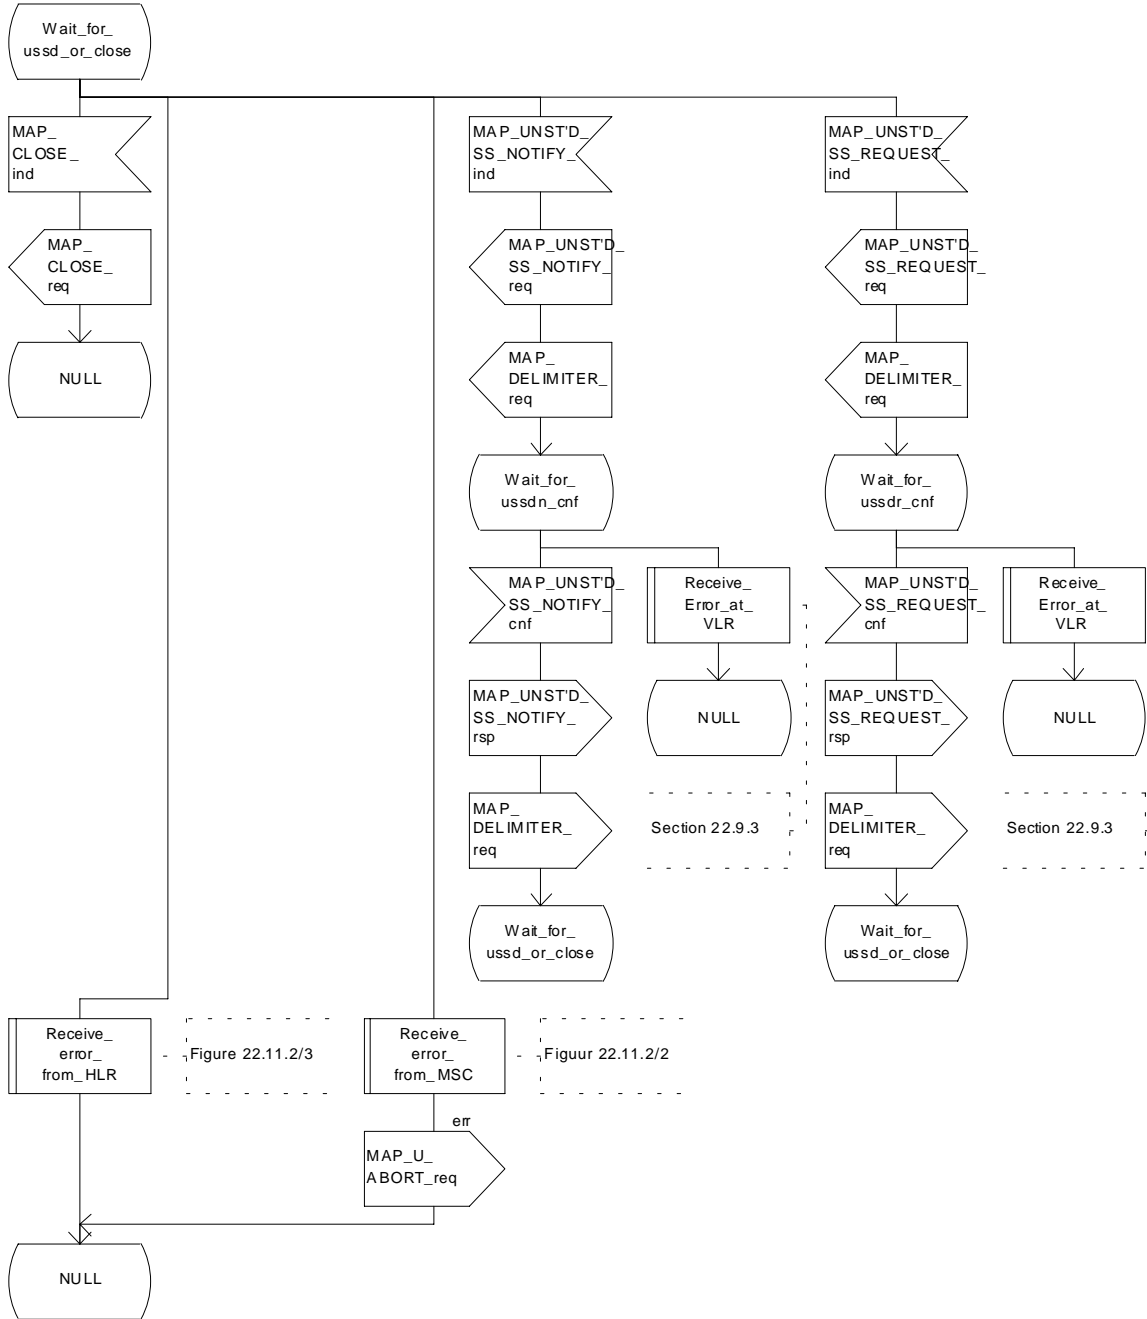 Wait_for_
ussd_or_close
MAP_
CLOSE_
ind
MAP_UNST'D_
SS_NOTIFY_
ind
MAP_UNST'D_
SS_REQUEST_
ind
MAP_
CLOSE_
req
MAP_UNST'D_
SS_NOTIFY_
req
MAP_UNST'D_
SS_REQUEST_
req
NULL
MAP_
DELIMITER_
req
MAP_
DELIMITER_
req
Wait_for_
ussdn_cnf
Wait_for_
ussdr_cnf
MAP_UNST'D_
SS_NOTIFY_
cnf
Receive_
Error_at_
VLR
MAP_UNST'D_
SS_REQUEST_
cnf
Receive_
Error_at_
VLR
MAP_UNST'D_
SS_NOTIFY_
rsp
NULL
MAP_UNST'D_
SS_REQUEST_
rsp
NULL
MAP_
DELIMITER_
req
Section 22.9.3
MAP_
DELIMITER_
req
Section 22.9.3
Wait_for_
ussd_or_close
Wait_for_
ussd_or_close
Receive_
error_
from_HLR
Figure 22.11.2/3
Receive_
error_
from_MSC
Figuur 22.11.2/2
err
MAP_U_
ABORT_req
NULL